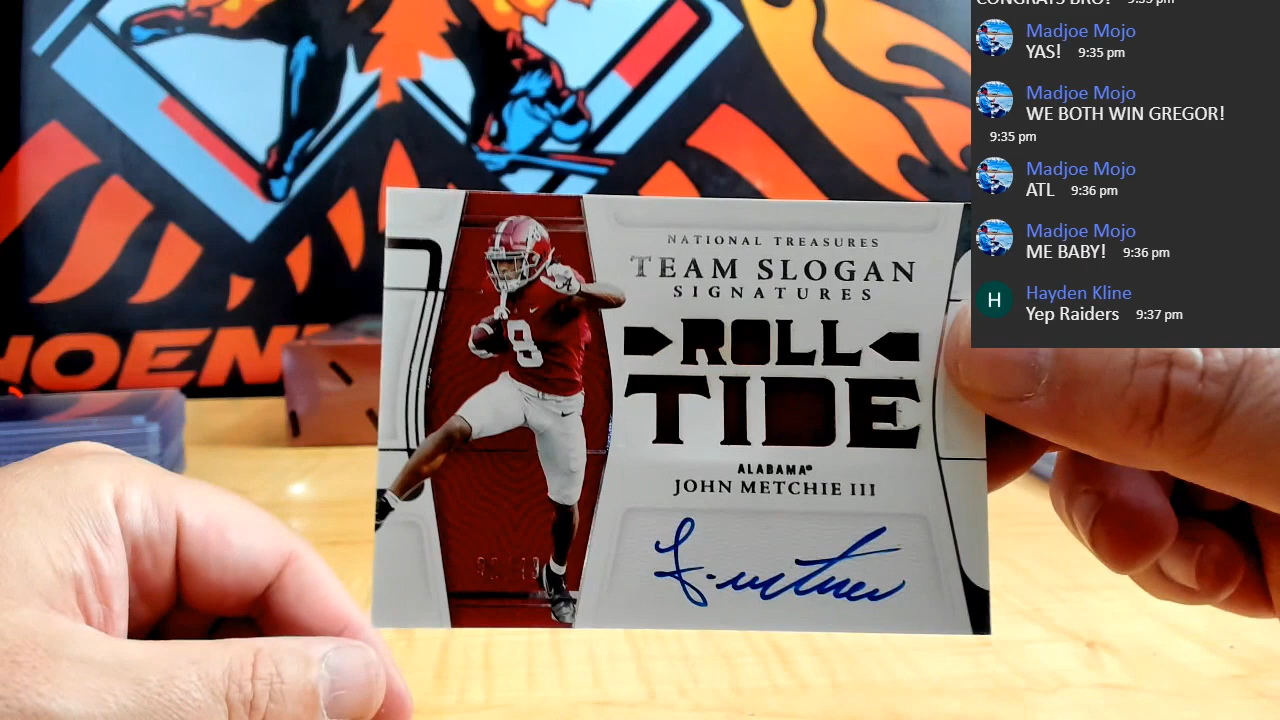 Madjoe Mojo
YAS! 9:35 pm
Madjoe Mojo
WE BOTH WIN GREGOR!
9:35 pm
Madjoe Mojo
ATL 9:36 pm
Madjoe Mojo
ME BABY! 9:36 pm
H
Hayden Kline
Yep Raiders 9:37 pm
HOENI
NATIONAL TREASURES
TEAM SLOGAN
SIGNATURES
ROLL
TIDE
ALABAMA
JOHN METCHIE III
8